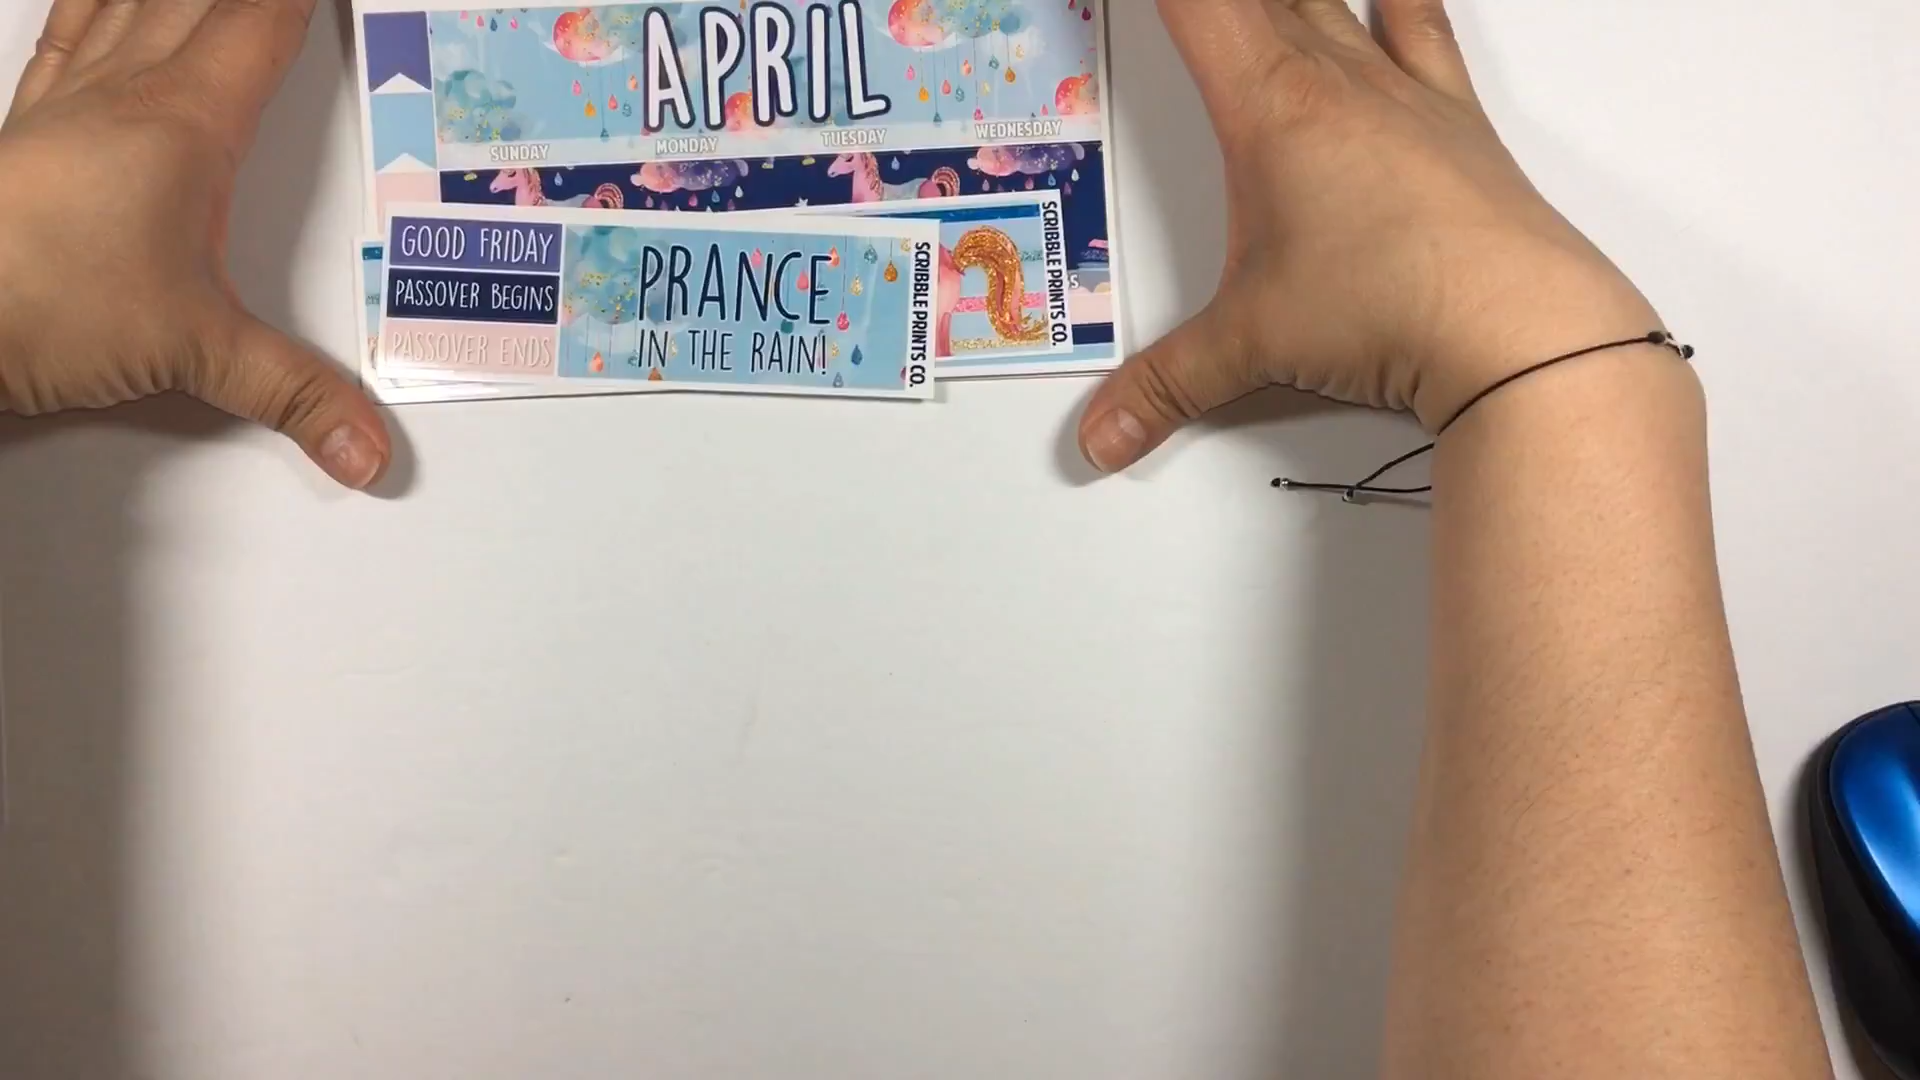 APRIL
SUNDAY MONDAY TUESDAY WEDNESDAY
GOOD FRIDAY
PASSOVER BEGINS
PASSOVER ENDS
PRANCE
IN THE RAIN!
SCRIBBLE PRINTS CO.
SCRIBBLE PRINTS CO.